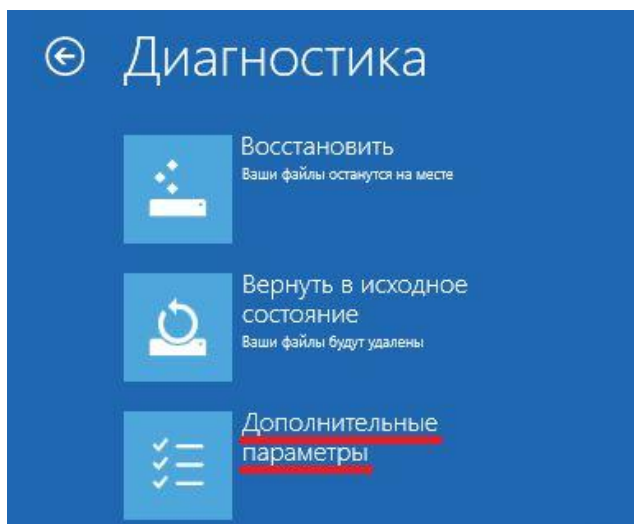 Диагностика
Восстановить
Ваши файлы останутся на месте
Вернуть в исходное
состояние
Ваши файлы будут удалены
Дополнительные
параметры